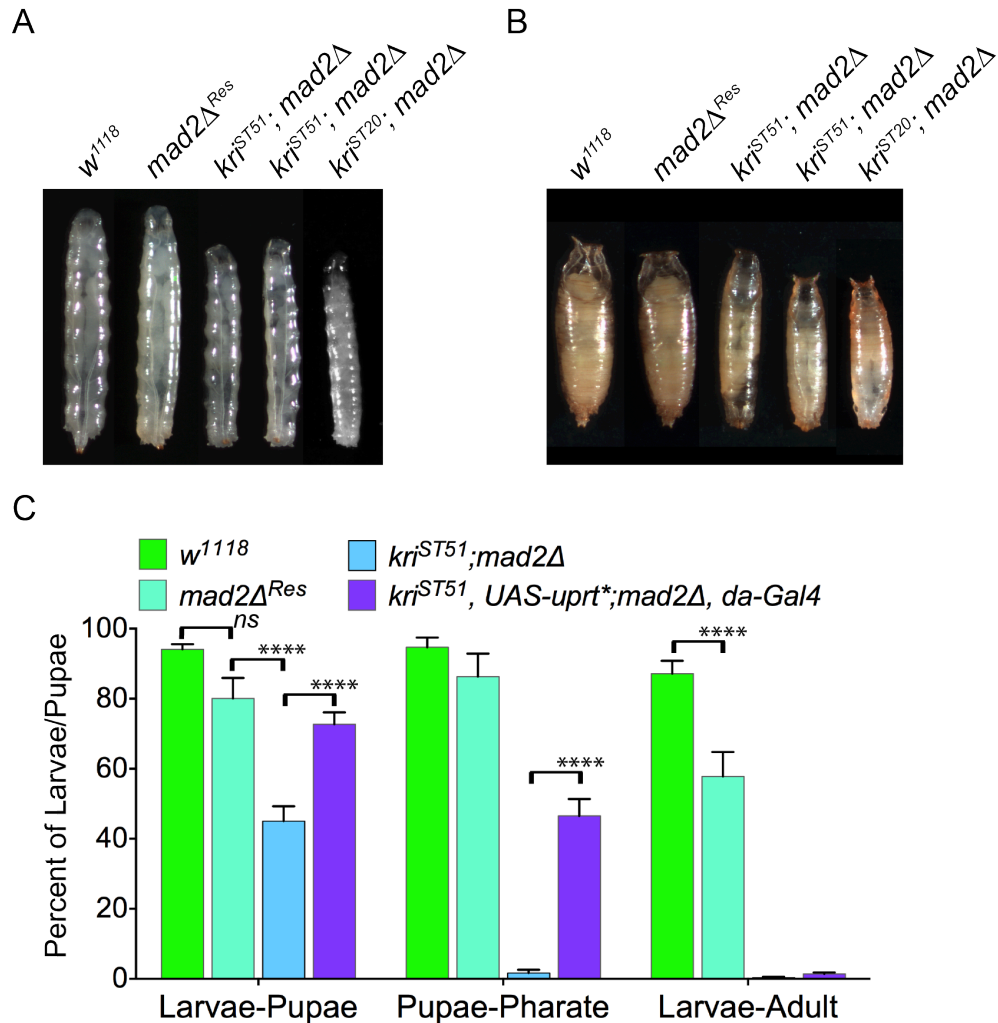 A
w1118
mad2ΔRes
kriST51; mad2Δ
kriST51; mad2Δ
kriST20; mad2Δ
B
w1118
mad2ΔRes
kriST51; mad2Δ
kriST51; mad2Δ
kriST20; mad2Δ
C
w1118
kriST51;mad2Δ
mad2ΔRes
kriST51, UAS-uprt*;mad2Δ, da-Gal4
Percent of Larvae/Pupae
100
80
60
40
20
0
ns
****
****
****
****
Larvae-Pupae
Pupae-Pharate
Larvae-Adult